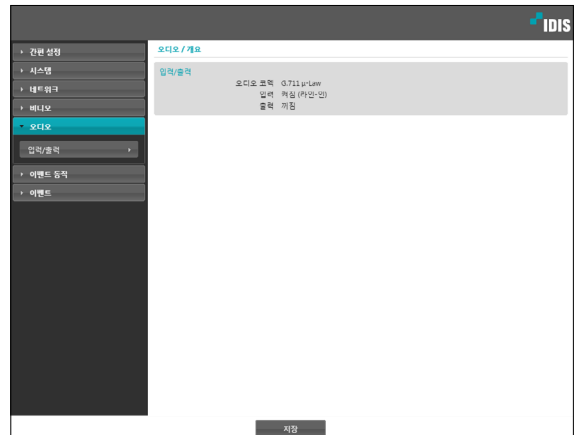 IDIS
간편 설정
시스템
네트워크
비디오
오디오
입력/출력
이벤트 동작
이벤트
오디오 / 개요
입력/출력
오디오 코덱 G.711 μ-Law
입력 켜짐 (라인-인)
출력 꺼짐
저장